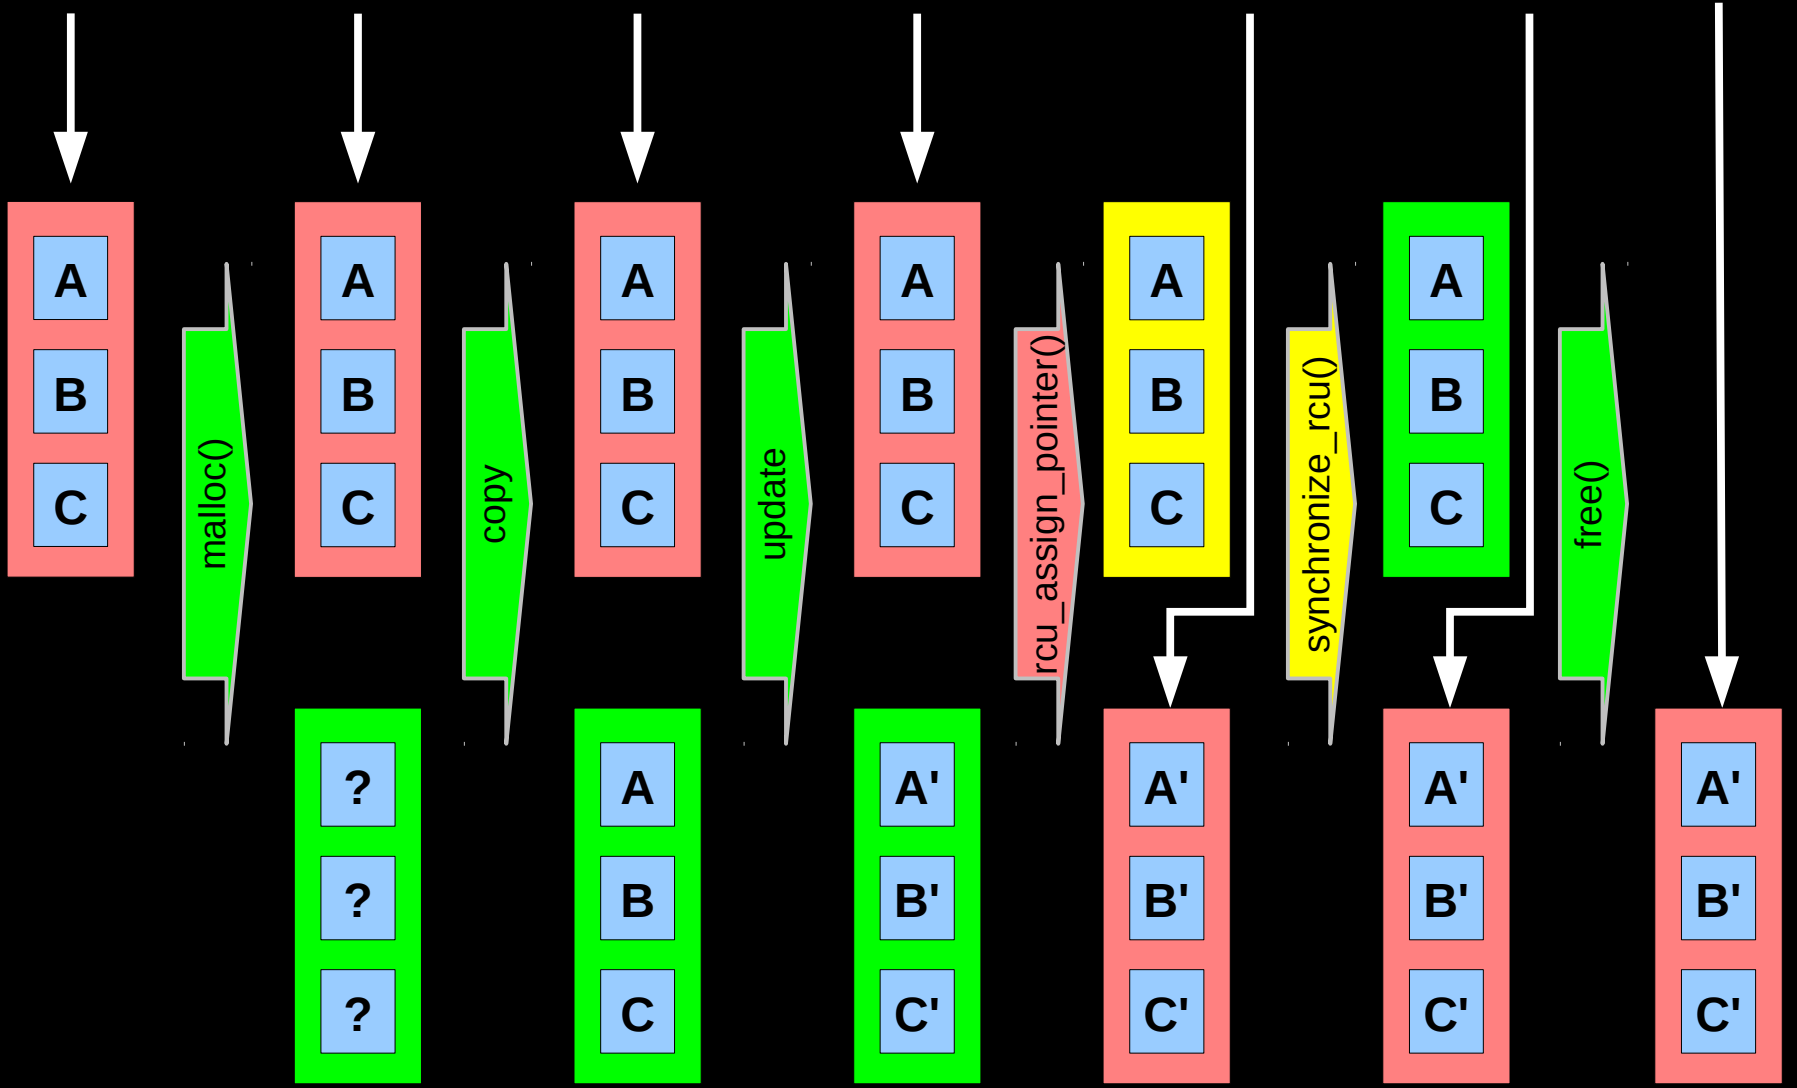 A
B
C
malloc()
A
B
C
?
?
?
copy
A
B
C
A
B
C
update
A
B
C
A'
B'
C'
rcu_assign_pointer()
A
B
C
A'
B'
C'
synchronize_rcu()
A
B
C
A'
B'
C'
free()
A'
B'
C'